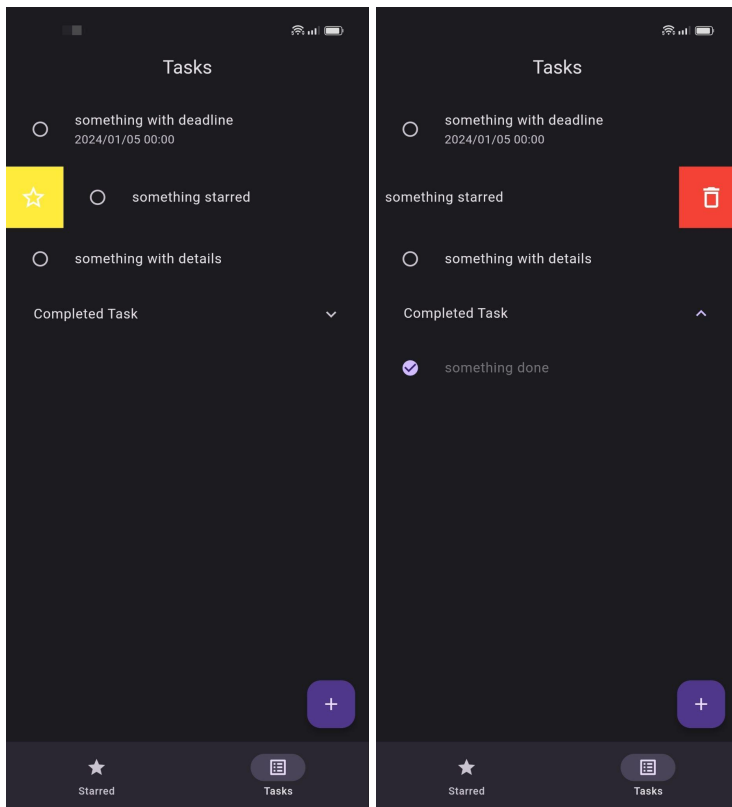 Tasks
something with deadline
2024/01/05 00:00
something starred
something with details
Completed Task
Starred
Tasks
Tasks
something with deadline
2024/01/05 00:00
something starred
something with details
Completed Task
something done
Starred
Tasks